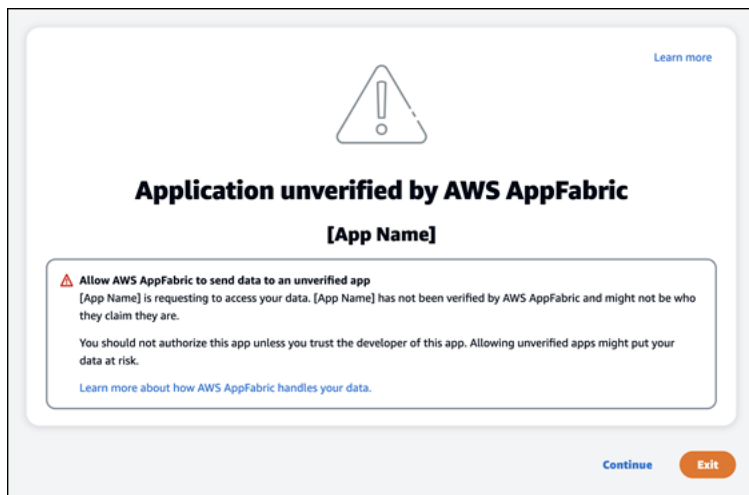 Learn more
Application unverified by AWS AppFabric
[App Name]
Allow AWS AppFabric to send data to an unverified app
[App Name] is requesting to access your data. [App Name] has not been verified by AWS AppFabric and might not be who
they claim they are.
You should not authorize this app unless you trust the developer of this app. Allowing unverified apps might put your
data at risk.
Learn more about how AWS AppFabric handles your data.
Continue
Exit